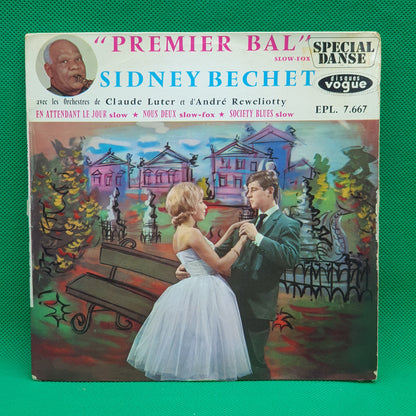 "PREMIER BAL"
SLOW-FOX
SPECIAL
DANSE
SIDNEY BECHET
disques
vogue
avec les Orchestres de Claude Luter et d'André Reweliotty
EN ATTENDANT LE JOUR slow ★ NOUS DEUX slow-fox ★ SOCIETY BLUES slow
EPL. 7.667